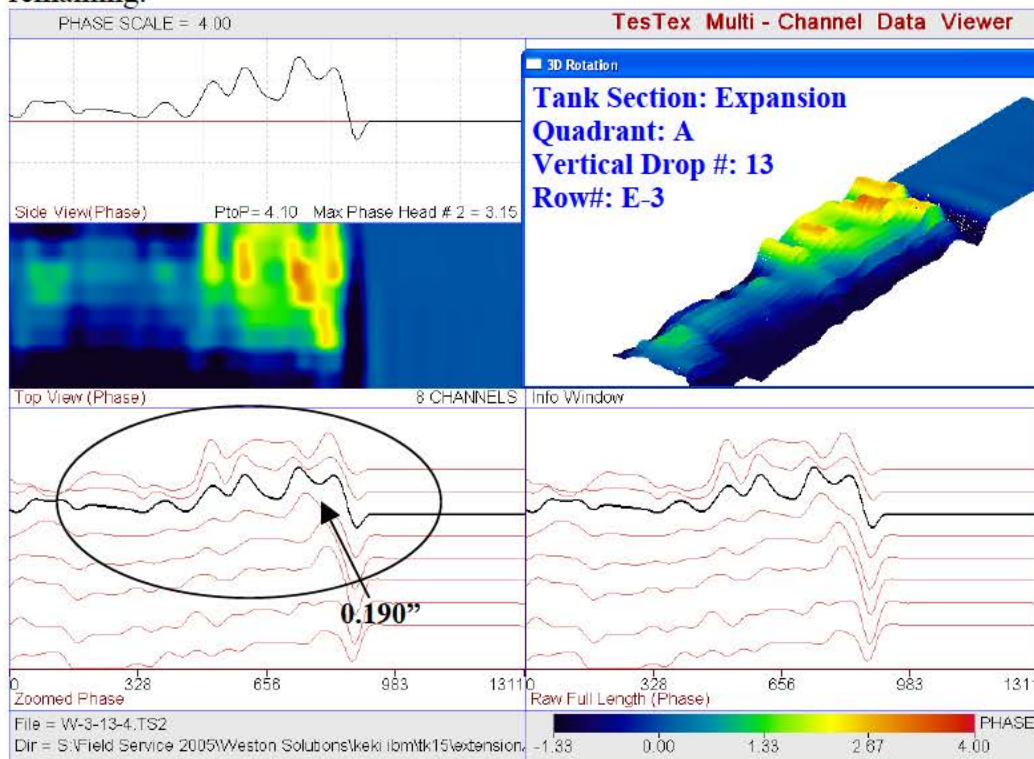 remaining.
PHASE SCALE = 4.00
TesTex Multi - Channel Data Viewer
3D Rotation
Tank Section: Expansion
Quadrant: A
Vertical Drop #: 13
Row#: E-3
Side View(Phase) PtoP= 4.10 Max Phase Head # 2 = 3.15
Top View (Phase) 8 CHANNELS
Info Window
0.190”
0 328 656 983 1311
Zoomed Phase
0 328 656 983 1311
Raw Full Length (Phase)
File = W-3-13-4.TS2
Dir = S:\Field Service 2005\Weston Solutions\keki ibm\tk15\extension
PHASE
-1.33 0.00 1.33 2.67 4.00